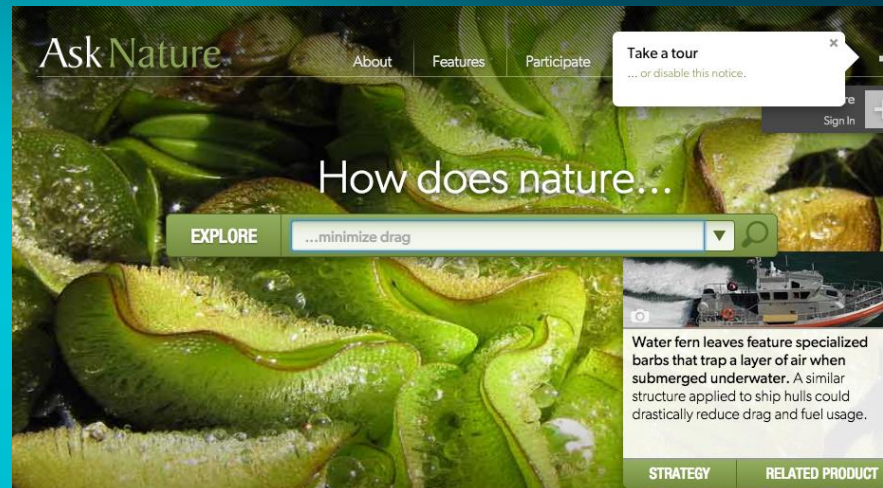 Ask Nature
About Features Participate
Take a tour
... or disable this notice.
re
Sign In
How does nature...
EXPLORE ...minimize drag
Water fern leaves feature specialized
barbs that trap a layer of air when
submerged underwater. A similar
structure applied to ship hulls could
drastically reduce drag and fuel usage.
STRATEGY RELATED PRODUCT